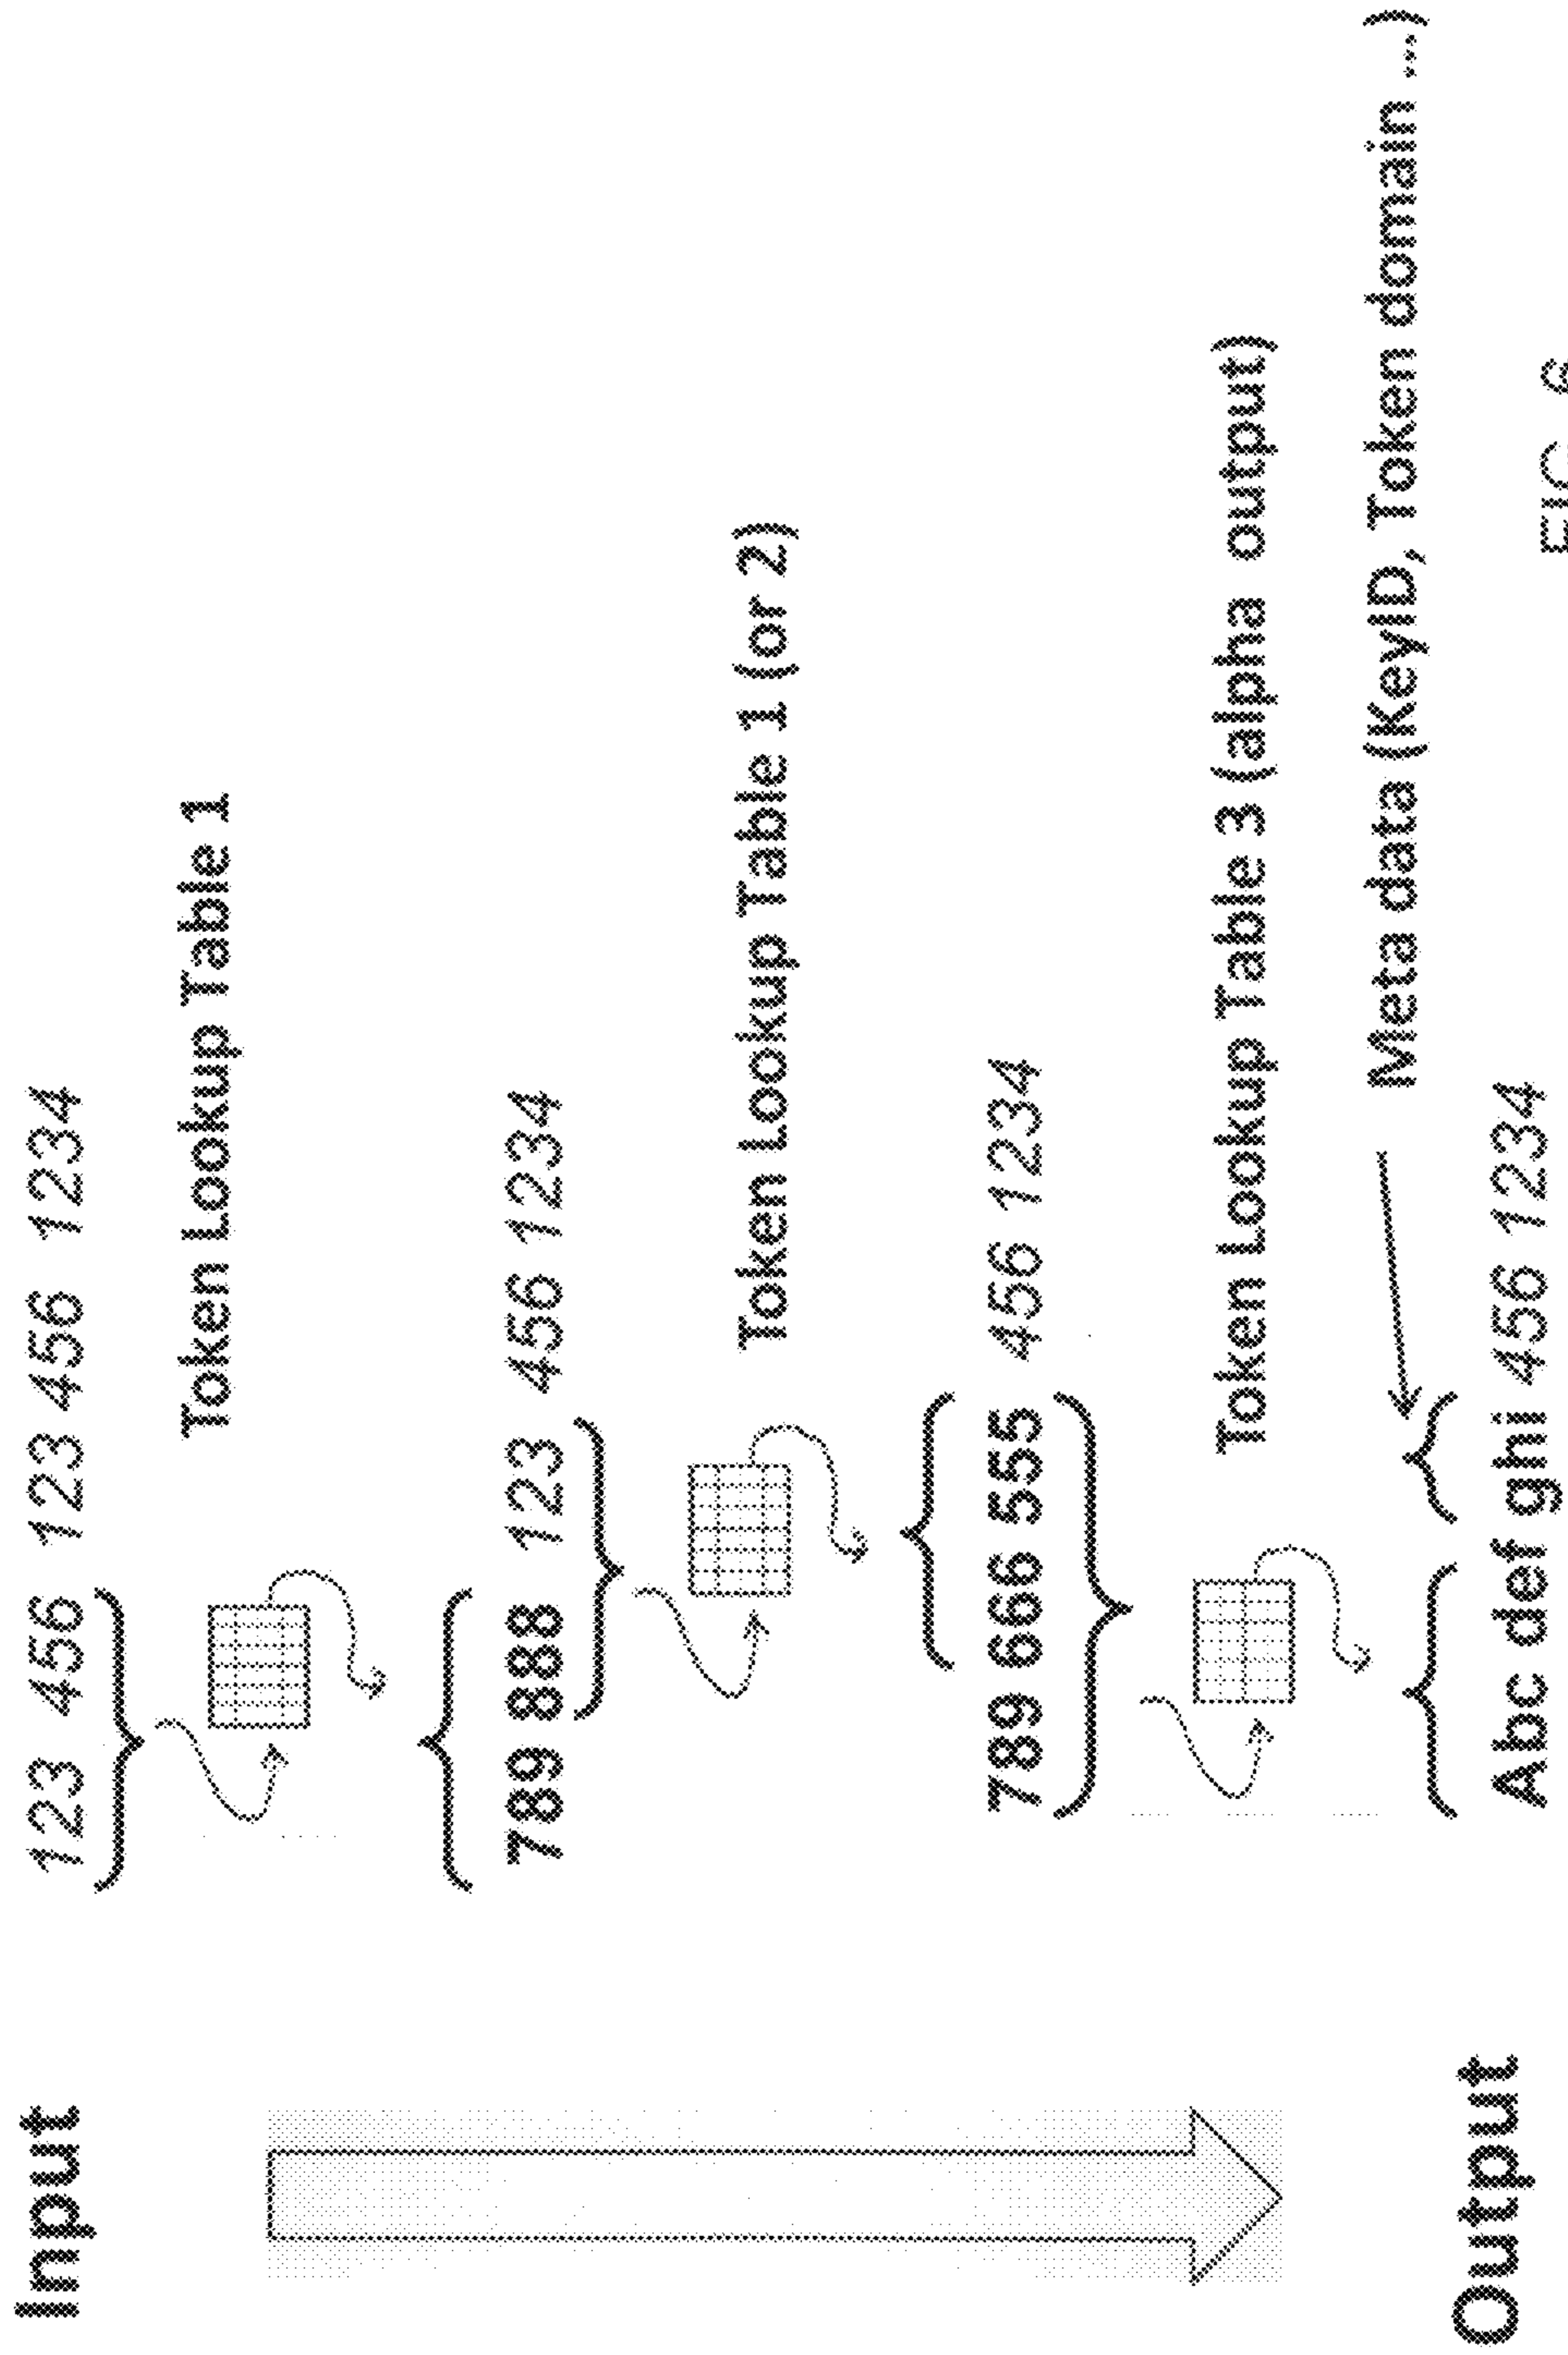 Input 123 456 123 456 1234
Token Lookup Table 1
789 888 123 456 1234
Token Lookup Table 1 (or 2)
789 666 555 456 1234
Token Lookup Table 3 (alpha output)
Meta data (KeyID, Token domain ...)
Output Abc def ghi 456 1234